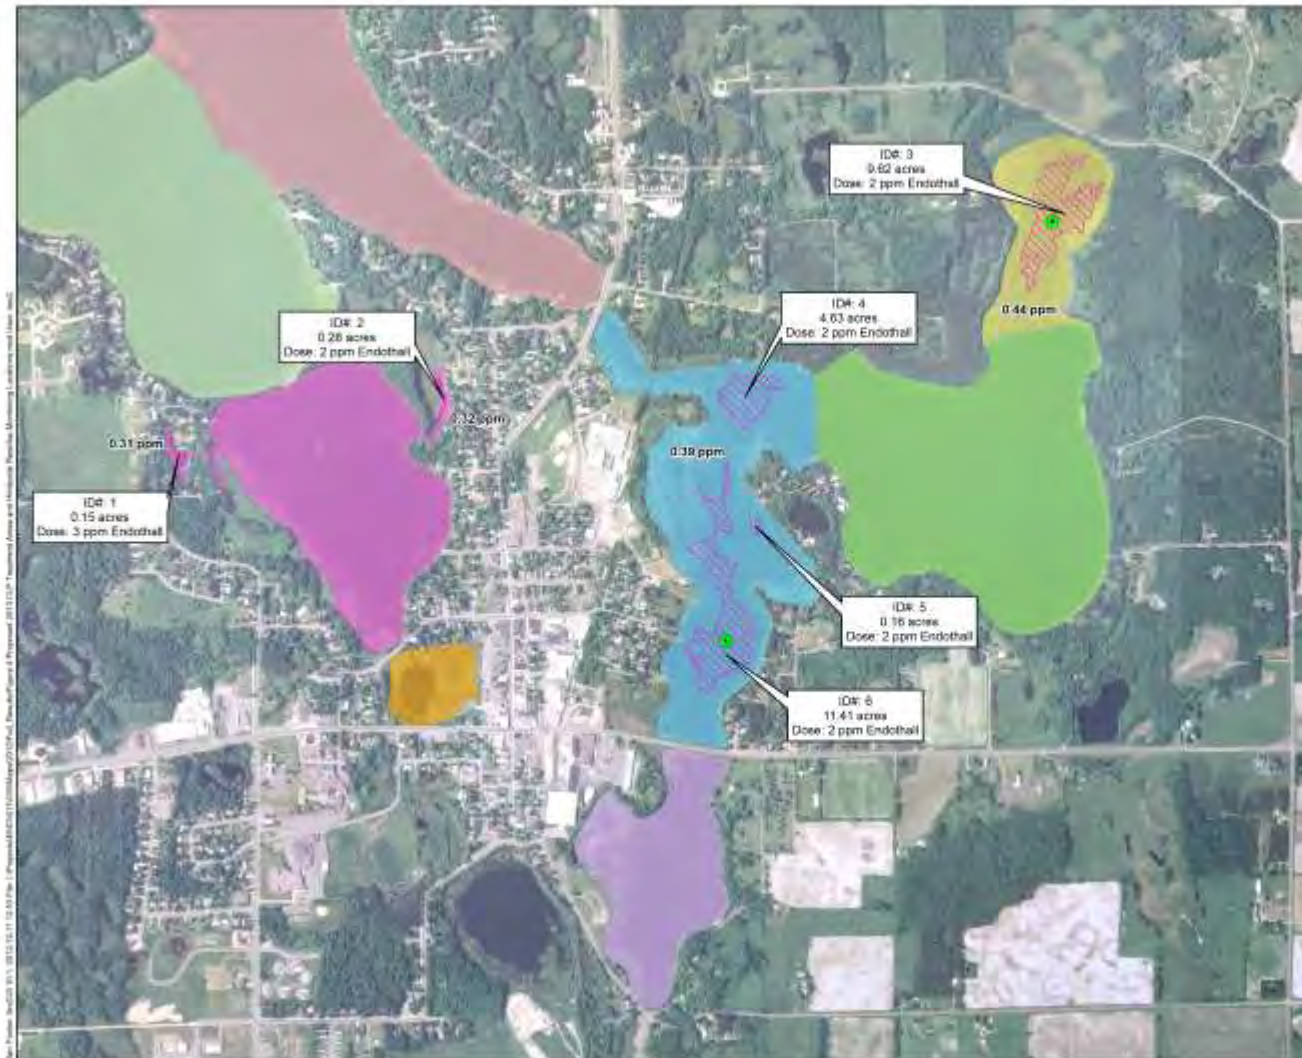 ID#: 3
9.62 acres
Dose: 2 ppm Endothall
0.44 ppm
ID#: 4
4.63 acres
Dose: 2 ppm Endothall
ID#: 2
0.28 acres
Dose: 2 ppm Endothall
0.32 ppm
0.31 ppm
0.39 ppm
ID#: 1
0.15 acres
Dose: 3 ppm Endothall
ID#: 5
0.16 acres
Dose: 2 ppm Endothall
ID#: 6
11.41 acres
Dose: 2 ppm Endothall